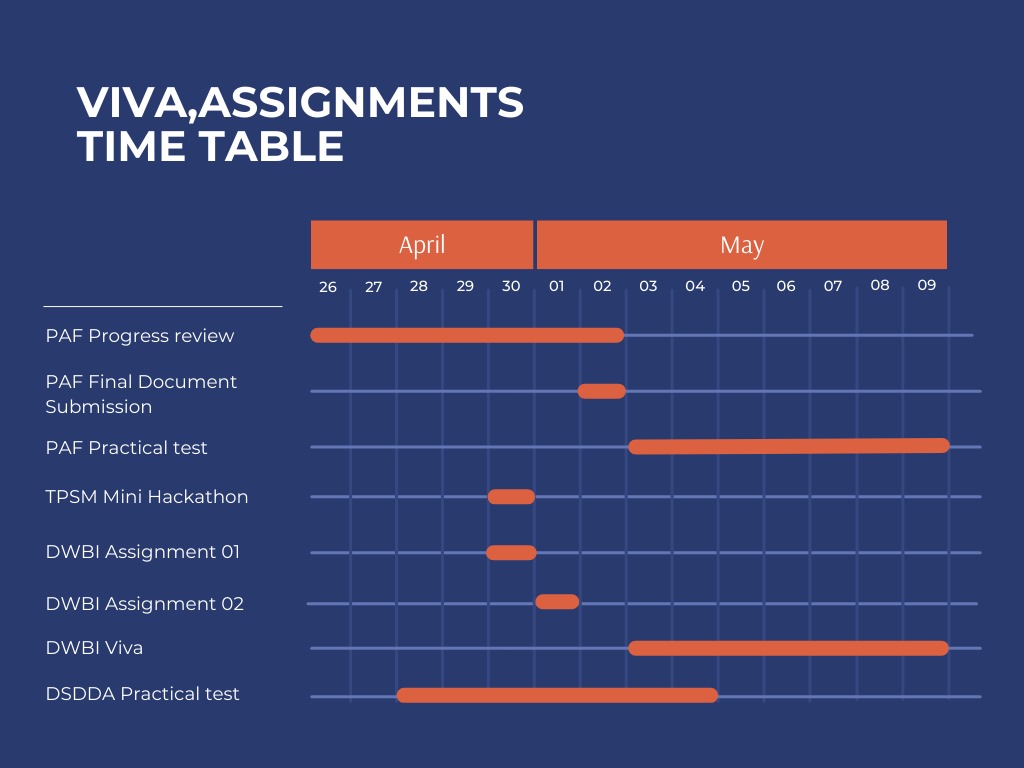 VIVA,ASSIGNMENTS
TIME TABLE
April May
26 27 28 29 30 01 02 03 04 05 06 07 08 09
PAF Progress review
PAF Final Document
Submission
PAF Practical test
TPSM Mini Hackathon
DWBI Assignment 01
DWBI Assignment 02
DWBI Viva
DSDDA Practical test